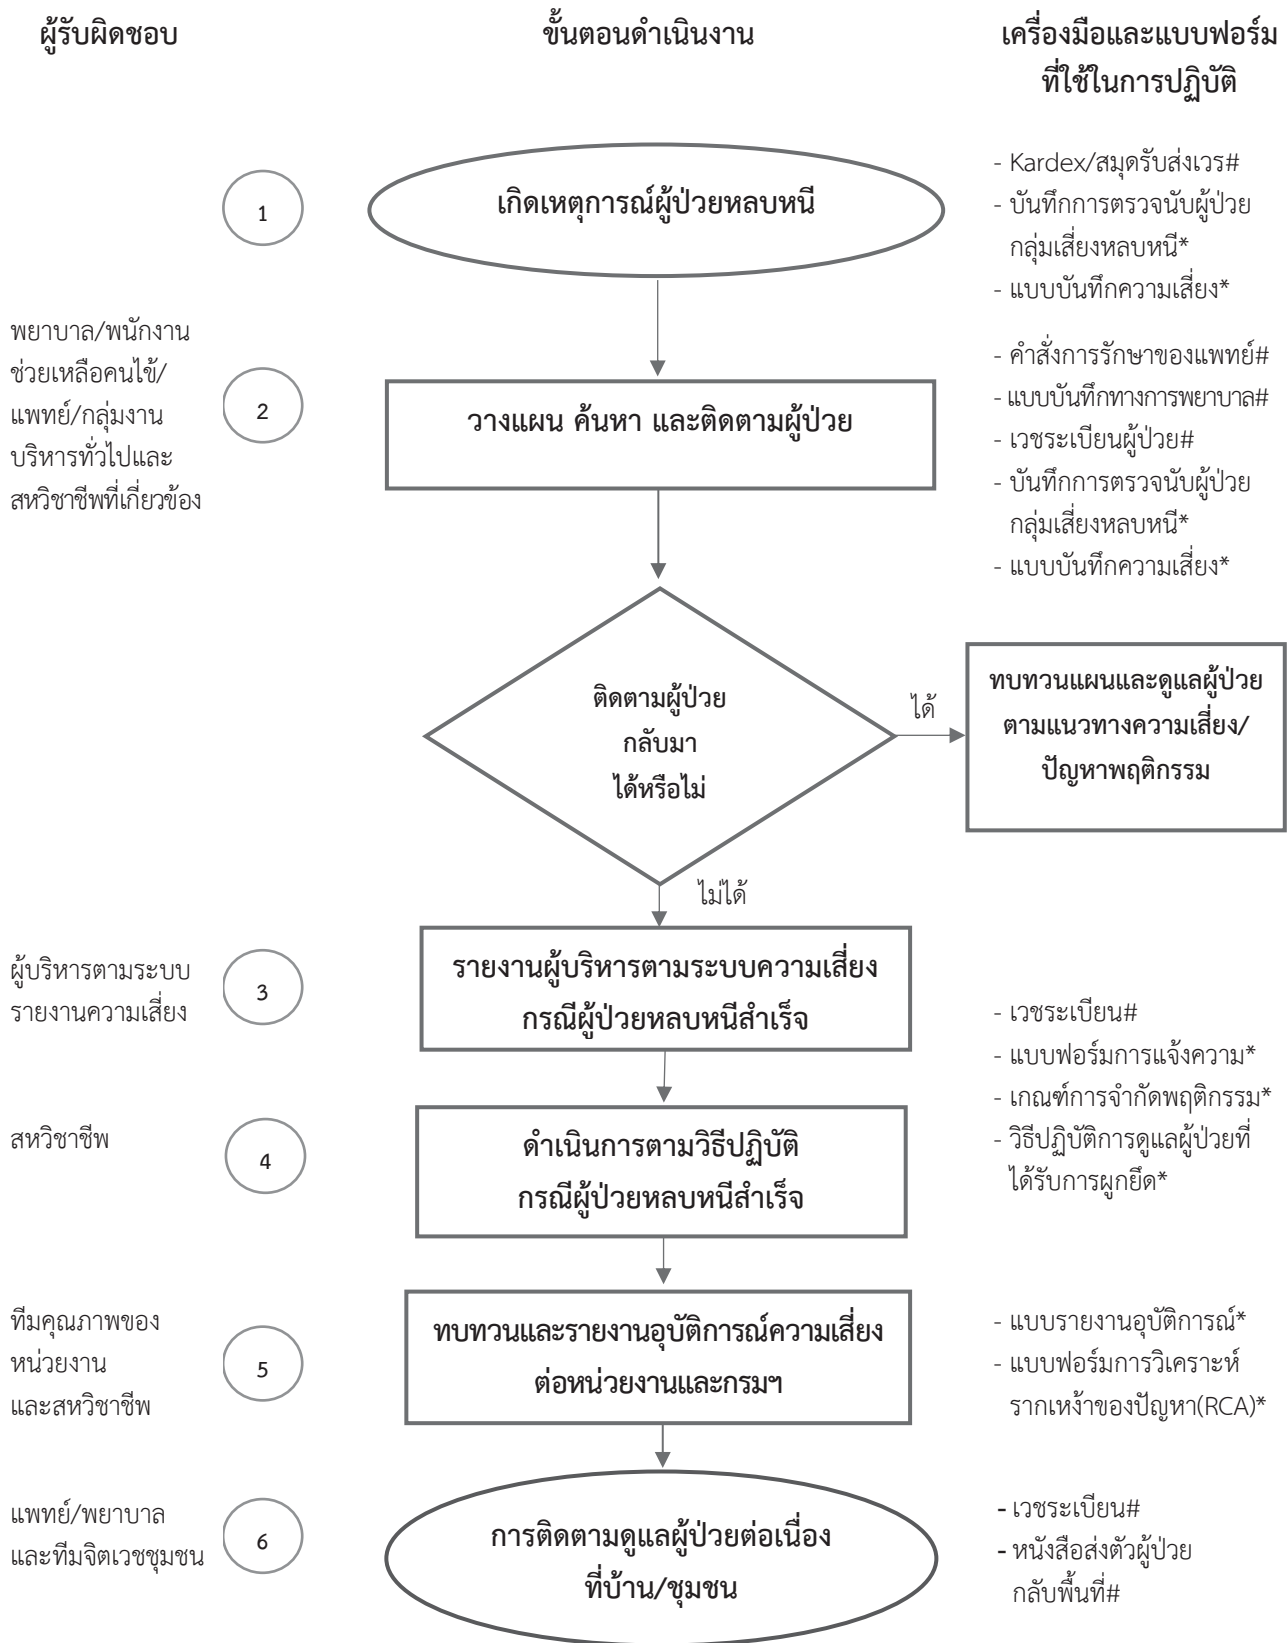 ผู้รับผิดชอบ
ขั้นตอนดำเนินงาน
เครื่องมือและแบบฟอร์ม
ที่ใช้ในการปฏิบัติ
1
เกิดเหตุการณ์ผู้ป่วยหลบหนี
- Kardex/สมุดรับส่งเวร#
- บันทึกการตรวจนับผู้ป่วย
กลุ่มเสี่ยงหลบหนี*
- แบบบันทึกความเสี่ยง*
พยาบาล/พนักงาน
ช่วยเหลือคนไข้/
แพทย์/กลุ่มงาน
บริหารทั่วไปและ
สหวิชาชีพที่เกี่ยวข้อง
2
วางแผน ค้นหา และติดตามผู้ป่วย
- คำสั่งการรักษาของแพทย์#
- แบบบันทึกทางการพยาบาล#
- เวชระเบียนผู้ป่วย#
- บันทึกการตรวจนับผู้ป่วย
กลุ่มเสี่ยงหลบหนี*
- แบบบันทึกความเสี่ยง*
ติดตามผู้ป่วย
กลับมา
ได้หรือไม่
ได้
ทบทวนแผนและดูแลผู้ป่วย
ตามแนวทางความเสี่ยง/
ปัญหาพฤติกรรม
ไม่ได้
ผู้บริหารตามระบบ
รายงานความเสี่ยง
3
รายงานผู้บริหารตามระบบความเสี่ยง
กรณีผู้ป่วยหลบหนีสำเร็จ
- เวชระเบียน#
- แบบฟอร์มการแจ้งความ*
- เกณฑ์การจำกัดพฤติกรรม*
- วิธีปฏิบัติการดูแลผู้ป่วยที่
ได้รับการผูกยึด*
สหวิชาชีพ
4
ดำเนินการตามวิธีปฏิบัติ
กรณีผู้ป่วยหลบหนีสำเร็จ
ทีมคุณภาพของ
หน่วยงาน
และสหวิชาชีพ
5
ทบทวนและรายงานอุบัติการณ์ความเสี่ยง
ต่อหน่วยงานและกรมฯ
- แบบรายงานอุบัติการณ์*
- แบบฟอร์มการวิเคราะห์
รากเหง้าของปัญหา(RCA)*
แพทย์/พยาบาล
และทีมจิตเวชชุมชน
6
การติดตามดูแลผู้ป่วยต่อเนื่อง
ที่บ้าน/ชุมชน
- เวชระเบียน#
- หนังสือส่งตัวผู้ป่วย
กลับพื้นที่#